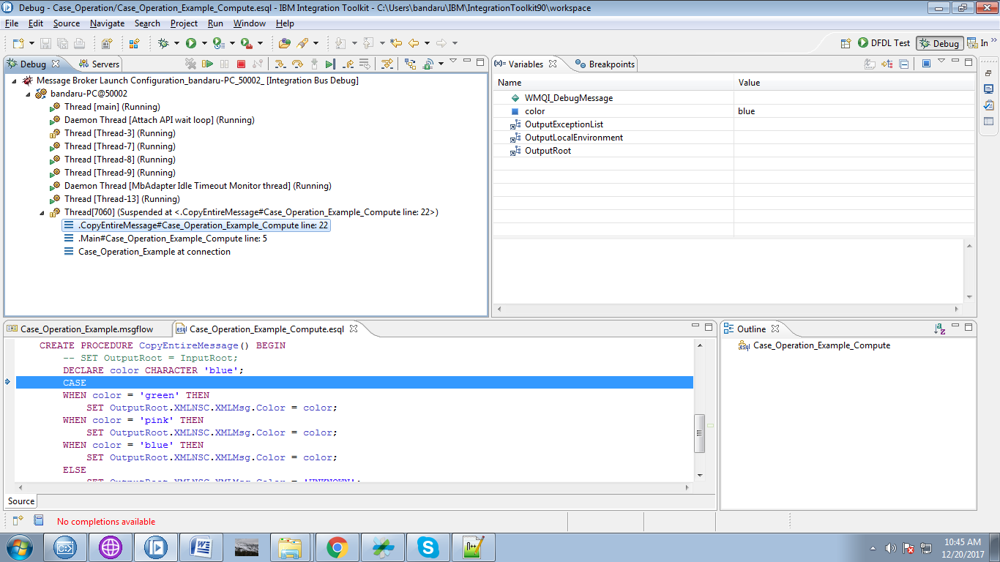 Debug - Case_Operation/Case_Operation_Example_Compute.esql - IBM Integration Toolkit - C:\Users\bandaru\IBM\IntegrationToolkit90\workspace
File Edit Source Navigate Search Project Run Window Help
DFDL Test Debug In
Debug Servers
Message Broker Launch Configuration_bandaru-PC_50002_ [Integration Bus Debug]
bandaru-PC@50002
Thread [main] (Running)
Daemon Thread [Attach API wait loop] (Running)
Thread [Thread-3] (Running)
Thread [Thread-7] (Running)
Thread [Thread-8] (Running)
Thread [Thread-9] (Running)
Daemon Thread [MbAdapter Idle Timeout Monitor thread] (Running)
Thread [Thread-13] (Running)
Thread[7060] (Suspended at <.CopyEntireMessage#Case_Operation_Example_Compute line: 22>)
.CopyEntireMessage#Case_Operation_Example_Compute line: 22
.Main#Case_Operation_Example_Compute line: 5
Case_Operation_Example at connection
Variables Breakpoints
Name Value
WMQI_DebugMessage
color blue
OutputExceptionList
OutputLocalEnvironment
OutputRoot
Case_Operation_Example.msgflow Case_Operation_Example_Compute.esql
CREATE PROCEDURE CopyEntireMessage() BEGIN
-- SET OutputRoot = InputRoot;
DECLARE color CHARACTER 'blue';
CASE
WHEN color = 'green' THEN
SET OutputRoot.XMLNSC.XMLMsg.Color = color;
WHEN color = 'pink' THEN
SET OutputRoot.XMLNSC.XMLMsg.Color = color;
WHEN color = 'blue' THEN
SET OutputRoot.XMLNSC.XMLMsg.Color = color;
ELSE
SET OutputRoot.XMLNSC.XMLMsg.Color = 'UNKNOWN';
Source
Outline
Case_Operation_Example_Compute
No completions available
10:45 AM
12/20/2017